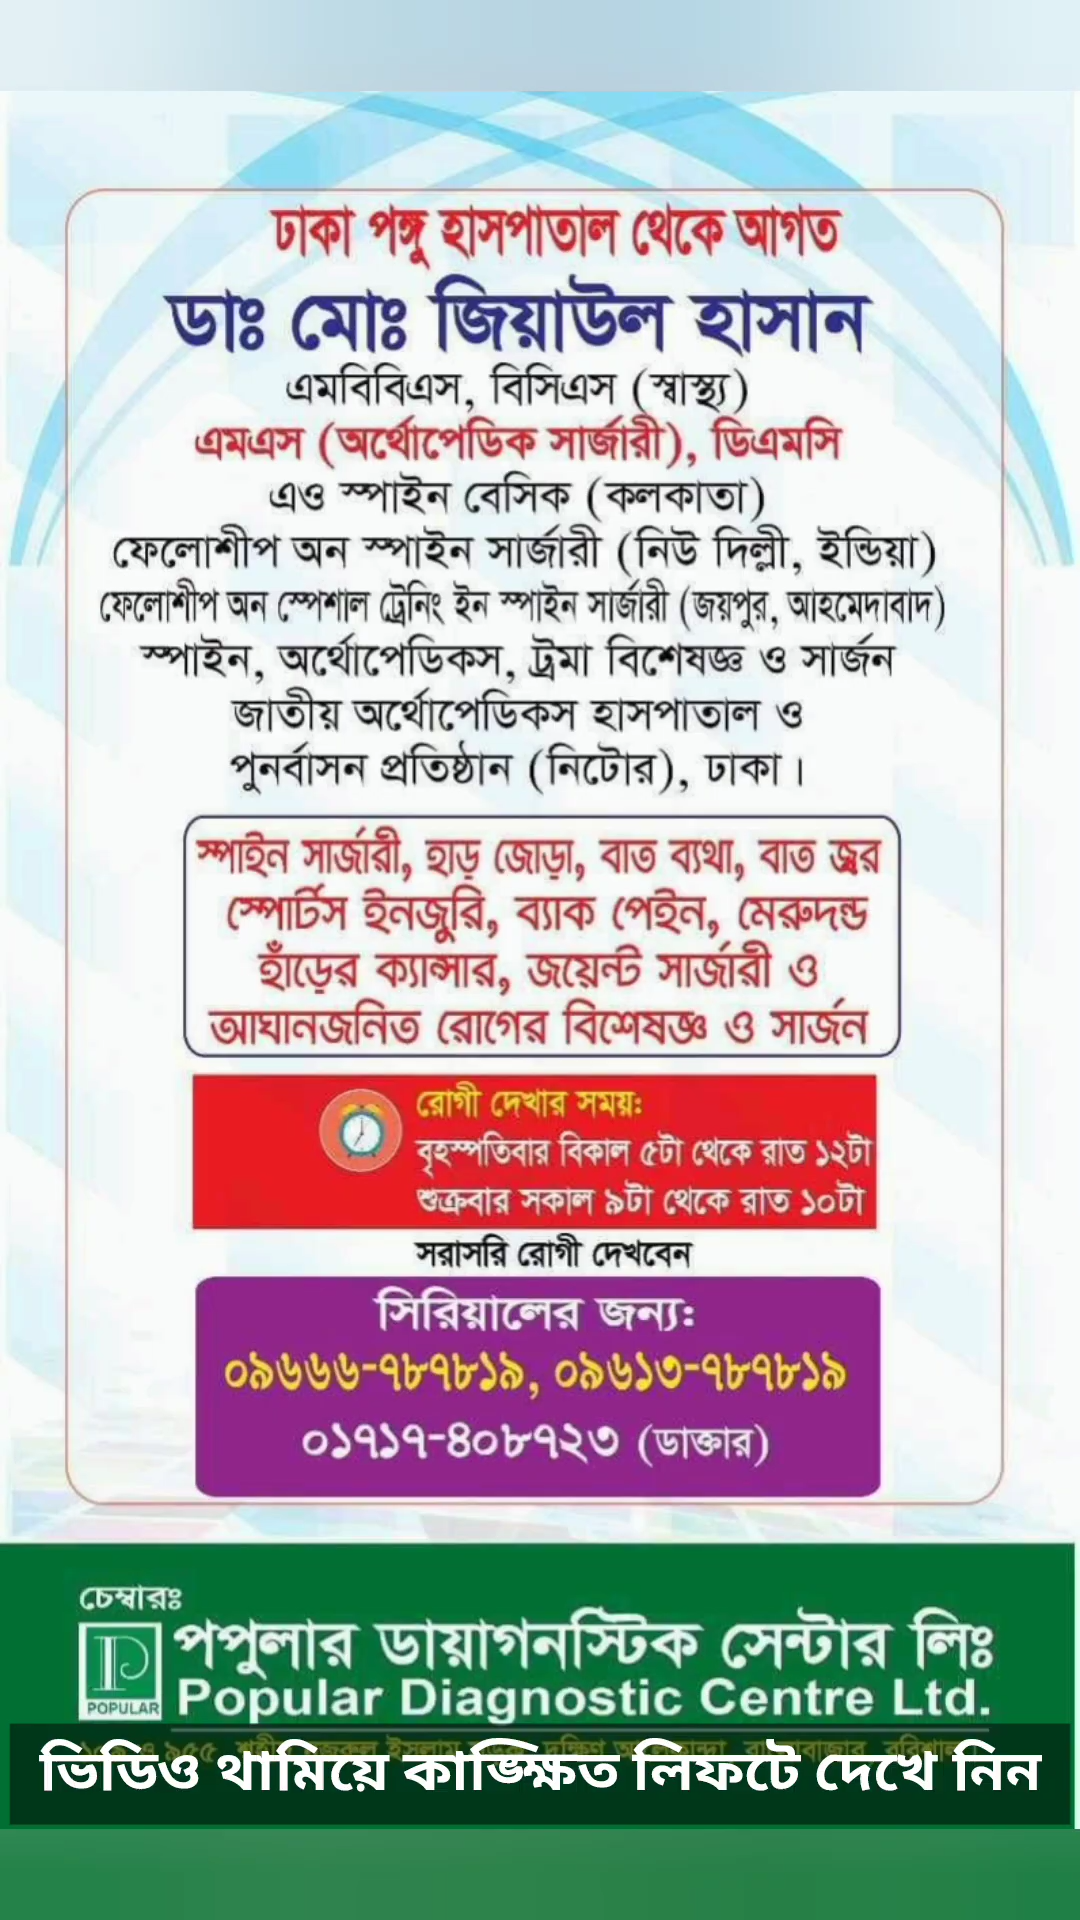 ঢাকা পঙ্গু হাসপাতাল থেকে আগত
ডাঃ মোঃ জিয়াউল হাসান
এমবিবিএস, বিসিএস (স্বাস্থ্য)
এমএস (অর্থোপেডিক সার্জারী), ডিএমসি
এও স্পাইন বেসিক (কলকাতা)
ফেলোশীপ অন স্পাইন সার্জারী (নিউ দিল্লী, ইন্ডিয়া)
ফেলোশীপ অন স্পেশাল ট্রেনিং ইন স্পাইন সার্জারী (জয়পুর, আহমেদাবাদ)
স্পাইন, অর্থোপেডিকস, ট্রমা বিশেষজ্ঞ ও সার্জন
জাতীয় অর্থোপেডিকস হাসপাতাল ও
পুনর্বাসন প্রতিষ্ঠান (নিটোর), ঢাকা।
স্পাইন সার্জারী, হাড় জোড়া, বাত ব্যথা, বাত জ্বর
স্পোর্টস ইনজুরি, ব্যাক পেইন, মেরুদন্ড
হাঁড়ের ক্যান্সার, জয়েন্ট সার্জারী ও
আঘানজনিত রোগের বিশেষজ্ঞ ও সার্জন
রোগী দেখার সময়:
বৃহস্পতিবার বিকাল ৫টা থেকে রাত ১২টা
শুক্রবার সকাল ৯টা থেকে রাত ১০টা
সরাসরি রোগী দেখবেন
সিরিয়ালের জন্য:
০৯৬৬৬-৭৮৭৮১৯, ০৯৬১৩-৭৮৭৮১৯
০১৭১৭-৪০৮৭২৩ (ডাক্তার)
চেম্বারঃ
পপুলার ডায়াগনস্টিক সেন্টার লিঃ
POPULAR
Popular Diagnostic Centre Ltd.
ভিডিও থামিয়ে কাঙ্ক্ষিত লিফটে দেখে নিন